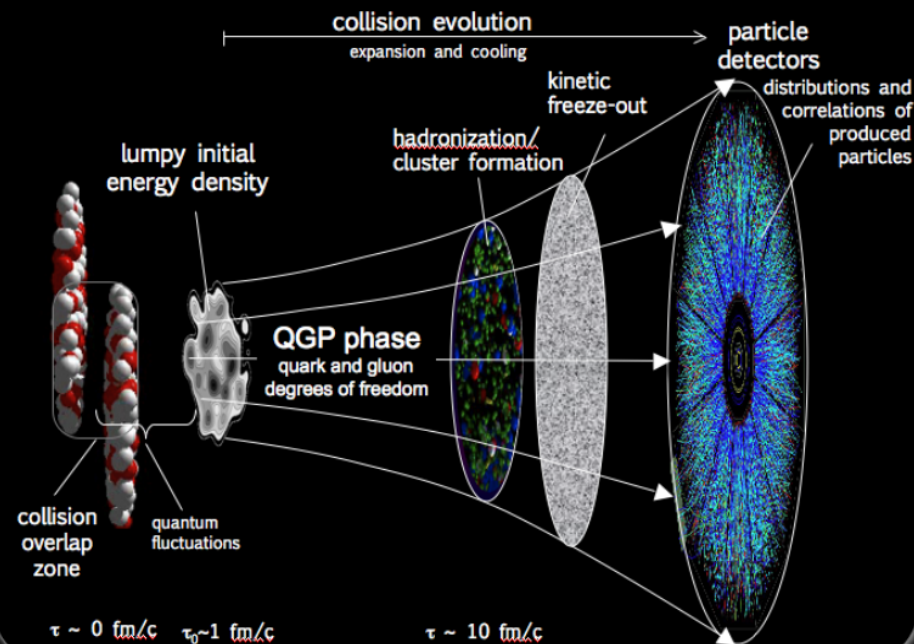 collision evolution
expansion and cooling
particle
detectors
distributions and
correlations of
produced
particles
kinetic
freeze-out
hadronization/
cluster formation
lumpy initial
energy density
QGP phase
quark and gluon
degrees of freedom
collision
overlap
zone
quantum
fluctuations
τ ~ 0 fm/c
τ₀~1 fm/c
τ ~ 10 fm/c